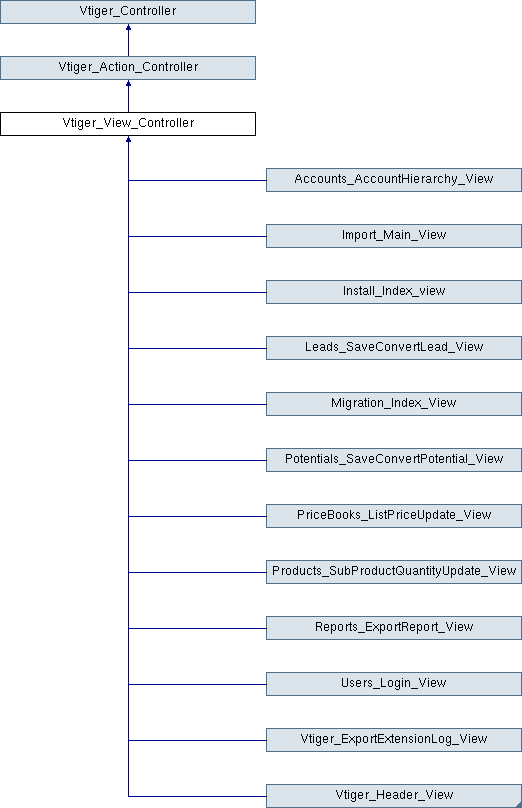 Vtiger_Controller
Vtiger_Action_Controller
Vtiger_View_Controller
Accounts_AccountHierarchy_View
Import_Main_View
Install_Index_view
Leads_SaveConvertLead_View
Migration_Index_View
Potentials_SaveConvertPotential_View
PriceBooks_ListPriceUpdate_View
Products_SubProductQuantityUpdate_View
Reports_ExportReport_View
Users_Login_View
Vtiger_ExportExtensionLog_View
Vtiger_Header_View